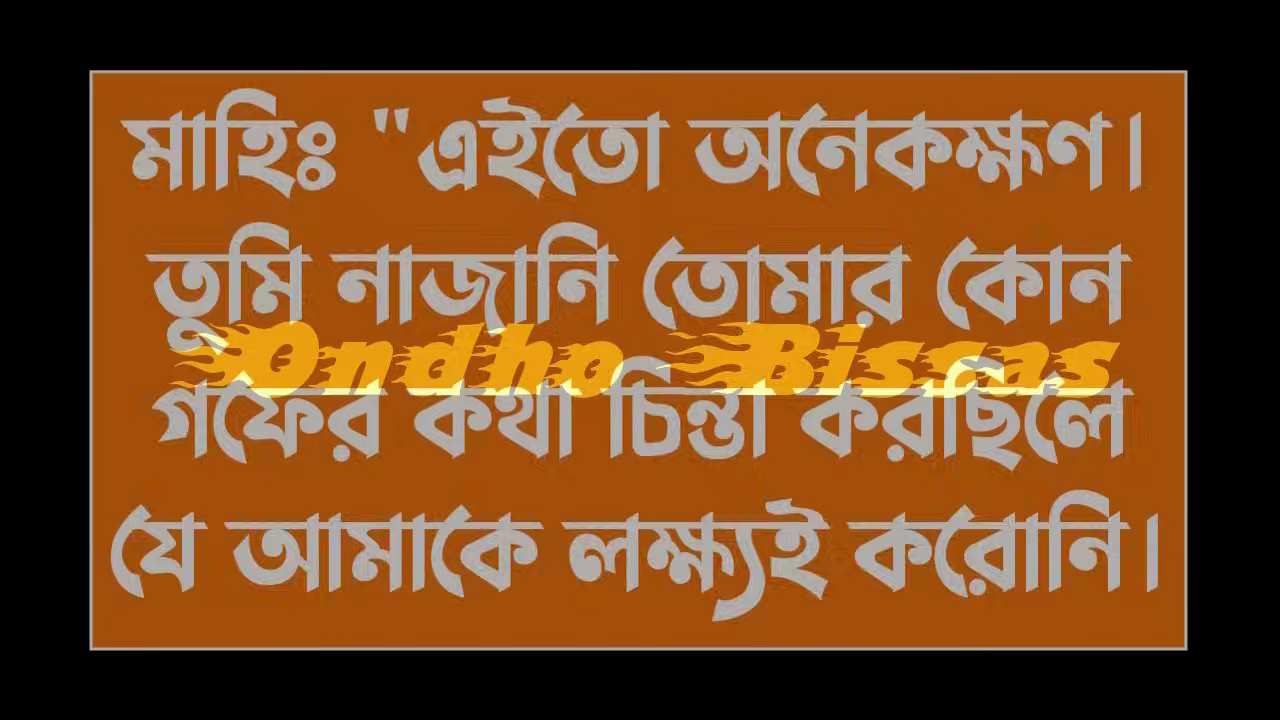 মাহিঃ "এইতো অনেকক্ষণ।
তুমি নাজানি তোমার কোন
Ondho Bissas
গফের কথা চিন্তা করছিলে
যে আমাকে লক্ষ্যই করোনি।